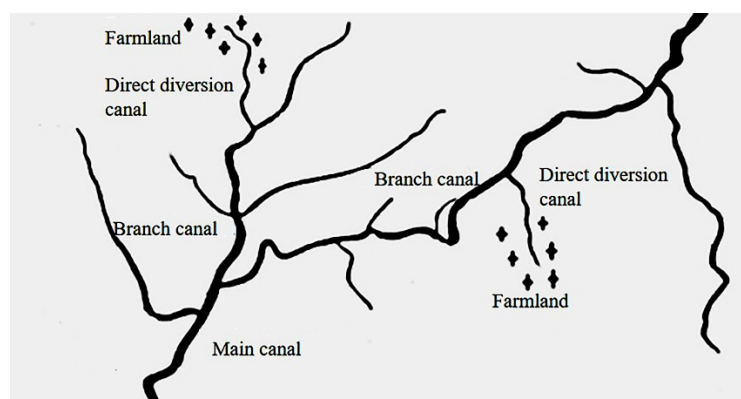 Farmland
Direct diversion
canal
Branch canal
Direct diversion
canal
Branch canal
Farmland
Main canal